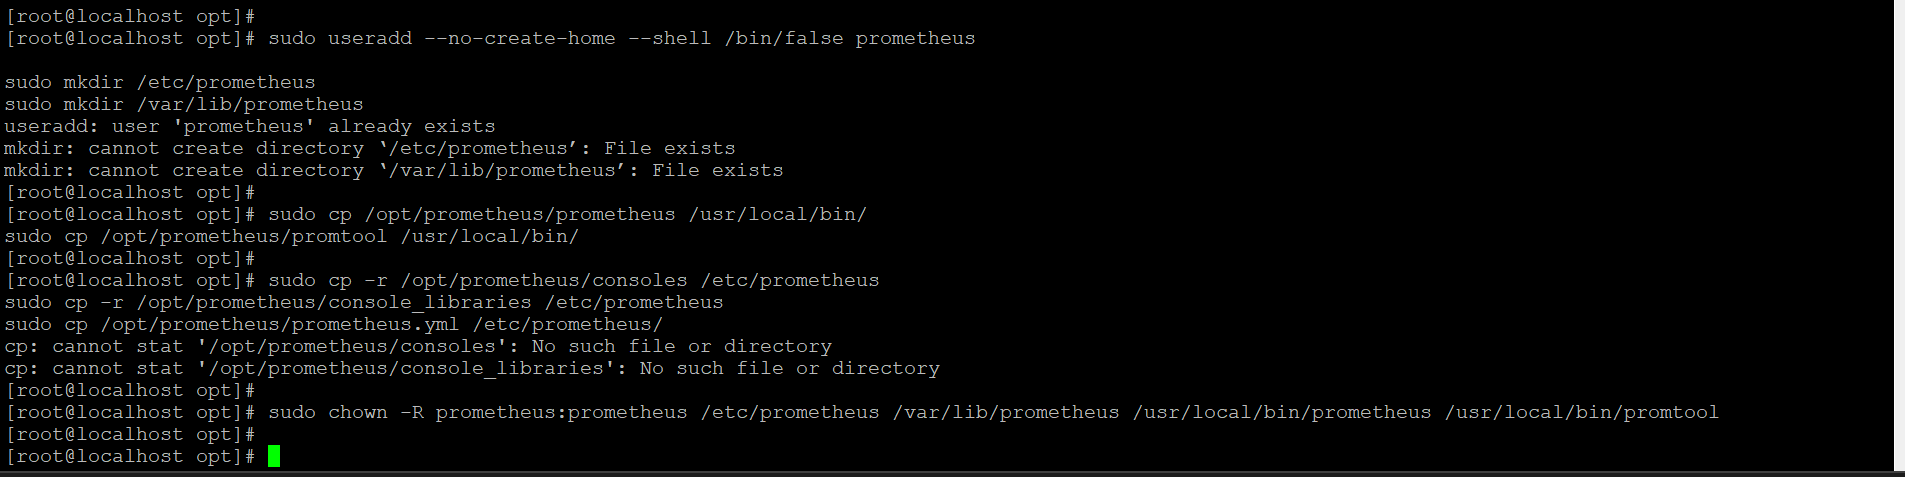 [root@localhost opt]#
[root@localhost opt]# sudo useradd --no-create-home --shell /bin/false prometheus
sudo mkdir /etc/prometheus
sudo mkdir /var/lib/prometheus
useradd: user 'prometheus' already exists
mkdir: cannot create directory ‘/etc/prometheus’: File exists
mkdir: cannot create directory ‘/var/lib/prometheus’: File exists
[root@localhost opt]#
[root@localhost opt]# sudo cp /opt/prometheus/prometheus /usr/local/bin/
sudo cp /opt/prometheus/promtool /usr/local/bin/
[root@localhost opt]#
[root@localhost opt]# sudo cp -r /opt/prometheus/consoles /etc/prometheus
sudo cp -r /opt/prometheus/console_libraries /etc/prometheus
sudo cp /opt/prometheus/prometheus.yml /etc/prometheus/
cp: cannot stat '/opt/prometheus/consoles': No such file or directory
cp: cannot stat '/opt/prometheus/console_libraries': No such file or directory
[root@localhost opt]#
[root@localhost opt]# sudo chown -R prometheus:prometheus /etc/prometheus /var/lib/prometheus /usr/local/bin/prometheus /usr/local/bin/promtool
[root@localhost opt]#
[root@localhost opt]#